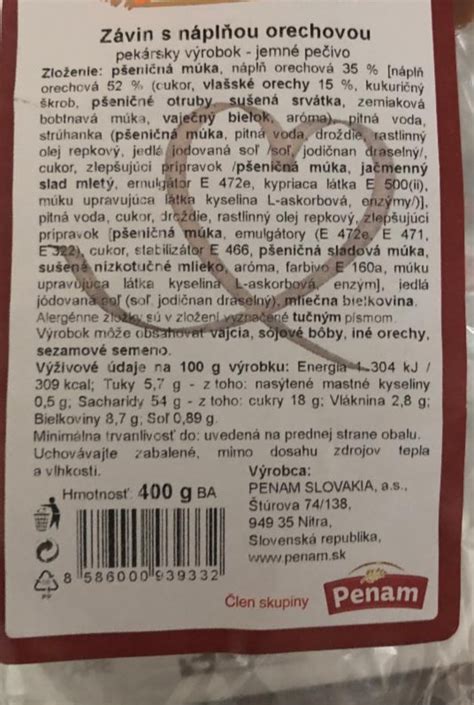 Závin s náplňou orechovou
pekársky výrobok - jemné pečivo
Zloženie: pšeničná múka, náplň orechová 35 % [náplň
orechová 52 % (cukor, vlašské orechy 15 %, kukuričný
škrob, pšeničné otruby, sušená srvátka, zemiaková
bobtnavá múka, vaječný bielok, aróma), pitná voda,
strúhanka (pšeničná múka, pitná voda, droždie, rastlinný
olej repkový, jedlá jodovaná soľ /soľ, jodičnan draselný/,
cukor, zlepšujúci prípravok /pšeničná múka, jačmenný
slad mletý, emulgátor E 472e, kypriaca látka E 500(ii),
múku upravujúca látka kyselina L-askorbová, enzýmy/)],
pitná voda, cukor, droždie, rastlinný olej repkový, zlepšujúci
prípravok [pšeničná múka, emulgátory (E 472e, E 471,
E 322), cukor, stabilizátor E 466, pšeničná sladová múka,
sušené nízkotučné mlieko, aróma, farbivo E 160a, múku
upravujúca látka kyselina L-askorbová, enzým], jedlá
jódovaná soľ (soľ, jodičnan draselný), mliečna bielkovina.
Alergénne zložky sú v zložení vyznačené tučným písmom.
Výrobok môže obsahovať vajcia, sójové bôby, iné orechy,
sezamové semeno.
Výživové údaje na 100 g výrobku: Energia 1 304 kJ /
309 kcal; Tuky 5,7 g - z toho: nasýtené mastné kyseliny
0,5 g; Sacharidy 54 g - z toho: cukry 18 g; Vláknina 2,8 g;
Bielkoviny 8,7 g; Soľ 0,89 g.
Minimálna trvanlivosť do: uvedená na prednej strane obalu.
Uchovávajte zabalené, mimo dosahu zdrojov tepla
a vlhkosti.
Výrobca:
Hmotnosť: 400 g BA
PENAM SLOVAKIA, a.s.,
Štúrova 74/138,
949 35 Nitra,
Slovenská republika,
www.penam.sk
8 586000 939332
PP
Člen skupiny
Penam